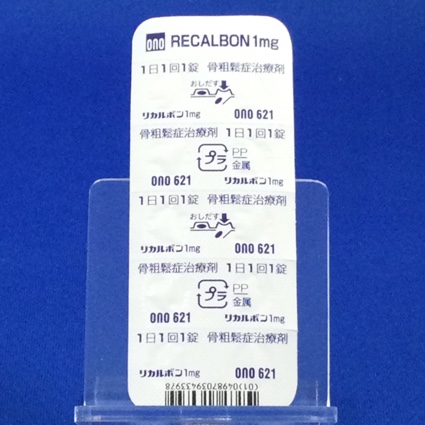 ono RECALBON 1mg
1日1回1錠 骨粗鬆症治療剤
おしだす
リカルボン1mg ono 621
骨粗鬆症治療剤 1日1回1錠
プラ PP
金属
ono 621 リカルボン1mg
1日1回1錠 骨粗鬆症治療剤
おしだす
リカルボン1mg ono 621
骨粗鬆症治療剤 1日1回1錠
プラ PP
金属
ono 621 リカルボン1mg
1日1回1錠 骨粗鬆症治療剤
リカルボン1mg ono 621
(01)04987039433978